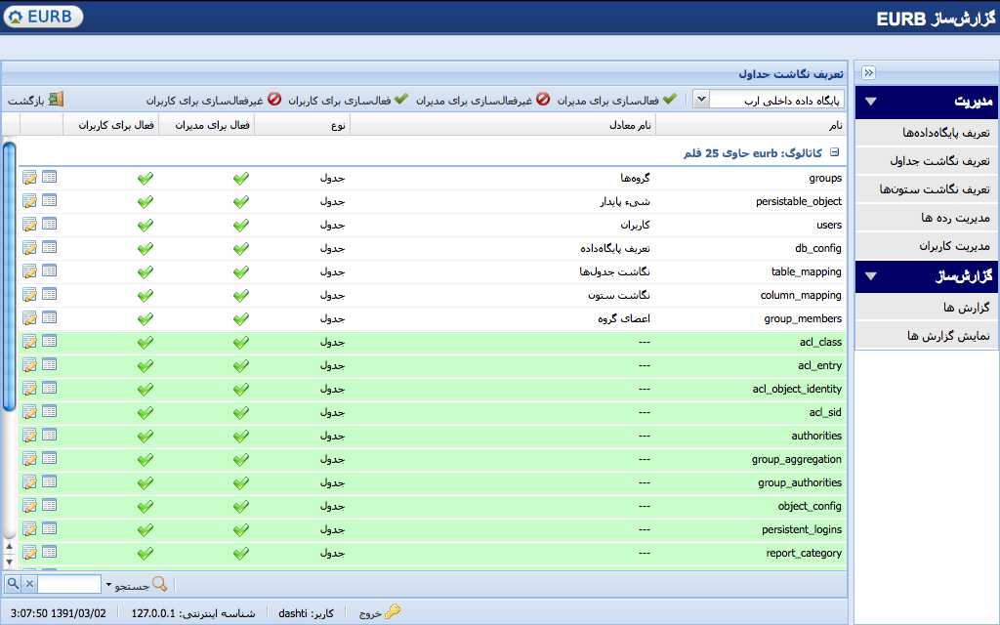 گزارش‌ساز EURB
EURB
مدیریت
تعریف پایگاه‌داده‌ها
تعریف نگاشت جداول
تعریف نگاشت ستون‌ها
مدیریت رده ها
مدیریت کاربران
گزارش‌ساز
گزارش ها
نمایش گزارش ها
تعریف نگاشت جداول
پایگاه داده داخلی ارب فعال‌سازی برای مدیران غیرفعال‌سازی برای مدیران فعال‌سازی برای کاربران غیرفعال‌سازی برای کاربران بازگشت
نام نام معادل نوع فعال برای مدیران فعال برای کاربران
کاتالوگ: eurb حاوی 25 قلم
groups گروه‌ها جدول
persistable_object شیء پایدار جدول
users کاربران جدول
db_config تعریف پایگاه‌داده جدول
table_mapping نگاشت جدول‌ها جدول
column_mapping نگاشت ستون جدول
group_members اعضای گروه جدول
acl_class --- جدول
acl_entry --- جدول
acl_object_identity --- جدول
acl_sid --- جدول
authorities --- جدول
group_aggregation --- جدول
group_authorities --- جدول
object_config --- جدول
persistent_logins --- جدول
report_category --- جدول
جستجو
خروج کاربر: dashti شناسه اینترنتی: 127.0.0.1 1391/03/02 3:07:50